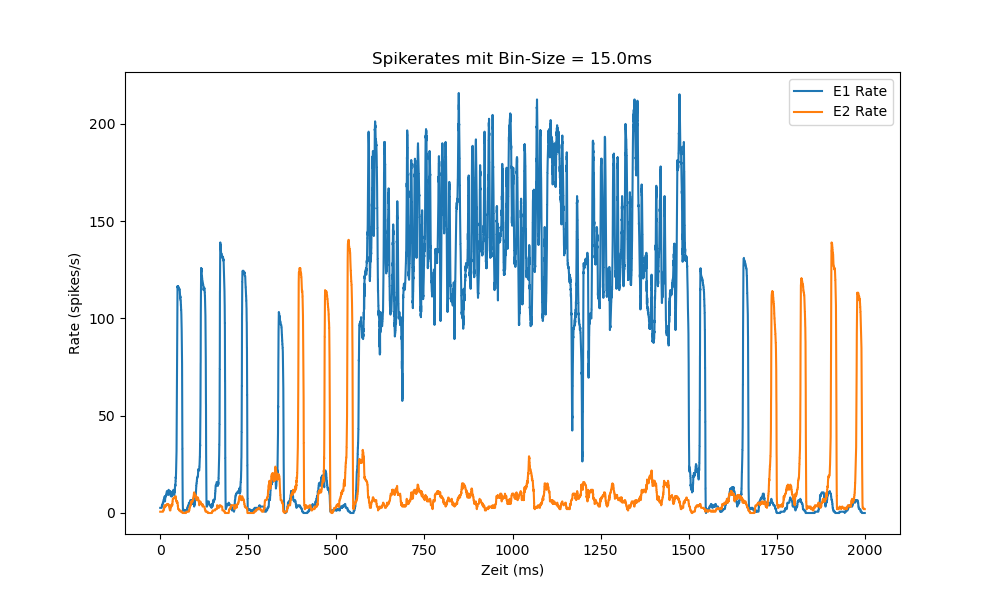 Spikerates mit Bin-Size = 15.0ms
E1 Rate
E2 Rate
Rate (spikes/s)
200
150
100
50
0
0 250 500 750 1000 1250 1500 1750 2000
Zeit (ms)